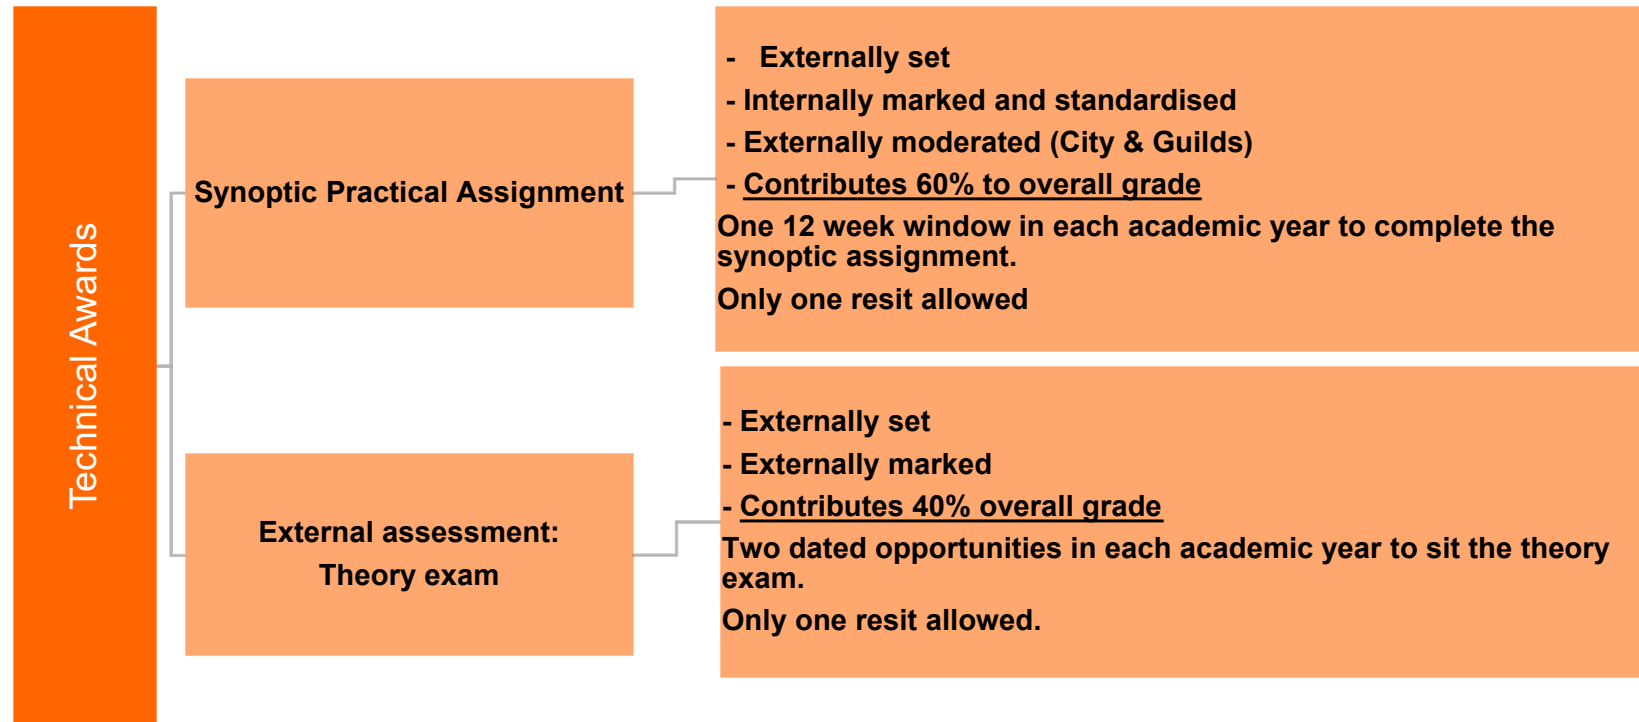 Technical Awards
Synoptic Practical Assignment
-   Externally set
- Internally marked and standardised
- Externally moderated (City & Guilds)
- Contributes 60% to overall grade
One 12 week window in each academic year to complete the
synoptic assignment.
Only one resit allowed
External assessment:
Theory exam
- Externally set
- Externally marked
- Contributes 40% overall grade
Two dated opportunities in each academic year to sit the theory
exam.
Only one resit allowed.